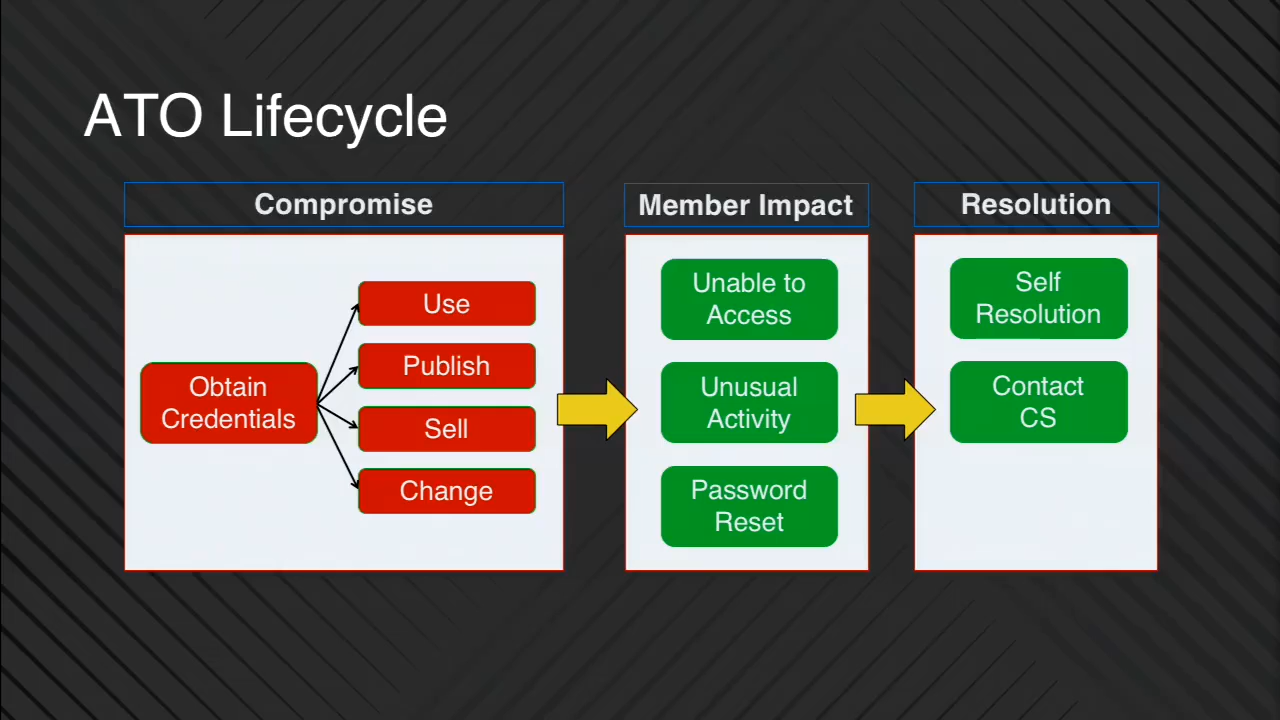 ATO Lifecycle
Compromise
Obtain
Credentials
Use
Publish
Sell
Change
Member Impact
Unable to
Access
Unusual
Activity
Password
Reset
Resolution
Self
Resolution
Contact
CS